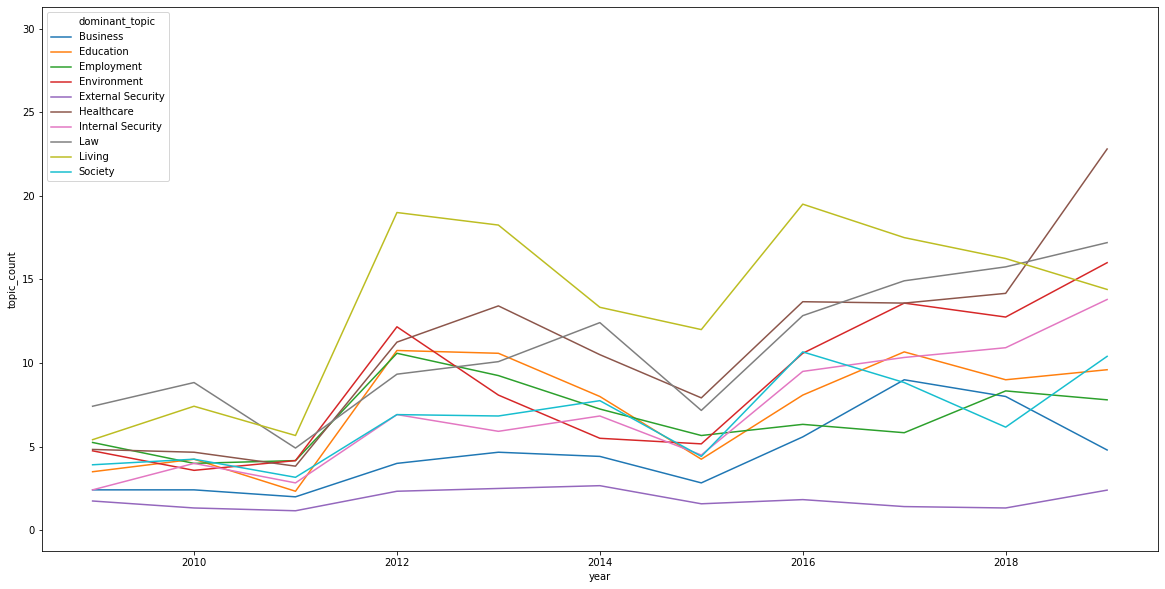 dominant_topic
Business
Education
Employment
Environment
External Security
Healthcare
Internal Security
Law
Living
Society
topic_count
30
25
20
15
10
5
0
2010 2012 2014 2016 2018
year